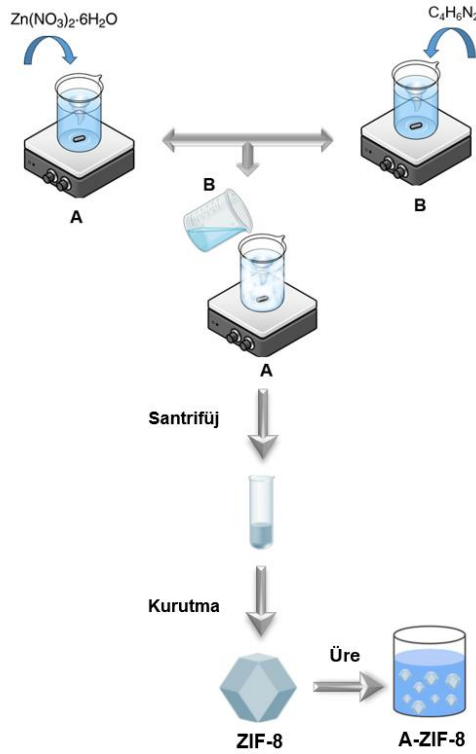 Zn(NO₃)₂·6H₂O
C₄H₆N₂
A
B
B
A
Santrifüj
Kurutma
Üre
ZIF-8
A-ZIF-8